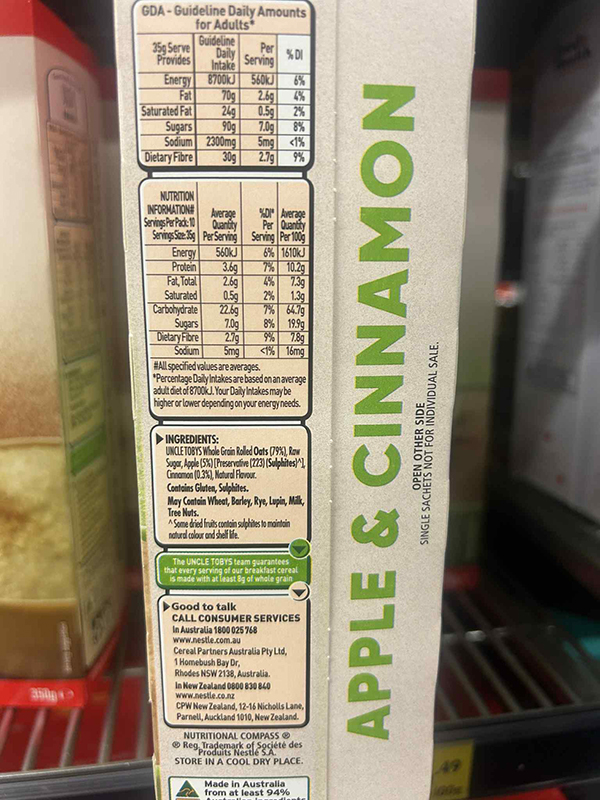 GDA - Guideline Daily Amounts
for Adults*
35g Serve Provides Guideline Daily Intake Per Serving % DI
Energy 8700kJ 560kJ 6%
Fat 70g 2.6g 4%
Saturated Fat 24g 0.5g 2%
Sugars 90g 7.0g 8%
Sodium 2300mg 5mg <1%
Dietary Fibre 30g 2.7g 9%
NUTRITION
INFORMATION#
Servings Per Pack: 10
Servings Size: 35g
Average Quantity Per Serving %DI* Per Serving Average Quantity Per 100g
Energy 560kJ 6% 1610kJ
Protein 3.6g 7% 10.2g
Fat, Total 2.6g 4% 7.3g
Saturated 0.5g 2% 1.3g
Carbohydrate 22.6g 7% 64.7g
Sugars 7.0g 8% 19.9g
Dietary Fibre 2.7g 9% 7.8g
Sodium 5mg <1% 16mg
#All specified values are averages.
*Percentage Daily Intakes are based on an average
adult diet of 8700kJ. Your Daily Intakes may be
higher or lower depending on your energy needs.
INGREDIENTS:
UNCLE TOBYS Whole Grain Rolled Oats (79%), Raw
Sugar, Apple (5%) [Preservative (223) (Sulphites)^],
Cinnamon (0.3%), Natural Flavour.
Contains Gluten, Sulphites.
May Contain Wheat, Barley, Rye, Lupin, Milk,
Tree Nuts.
^ Some dried fruits contain sulphites to maintain
natural colour and shelf life.
The UNCLE TOBYS team guarantees
that every serving of our breakfast cereal
is made with at least 8g of whole grain
Good to talk
CALL CONSUMER SERVICES
In Australia 1800 025 768
www.nestle.com.au
Cereal Partners Australia Pty Ltd,
1 Homebush Bay Dr,
Rhodes NSW 2138, Australia.
In New Zealand 0800 830 840
www.nestle.co.nz
CPW New Zealand, 12-16 Nicholls Lane,
Parnell, Auckland 1010, New Zealand.
NUTRITIONAL COMPASS ®
® Reg. Trademark of Société des
Produits Nestlé S.A.
STORE IN A COOL DRY PLACE.
Made in Australia
from at least 94%
Australian ingredients
APPLE & CINNAMON
OPEN OTHER SIDE
SINGLE SACHETS NOT FOR INDIVIDUAL SALE.
350g
.49